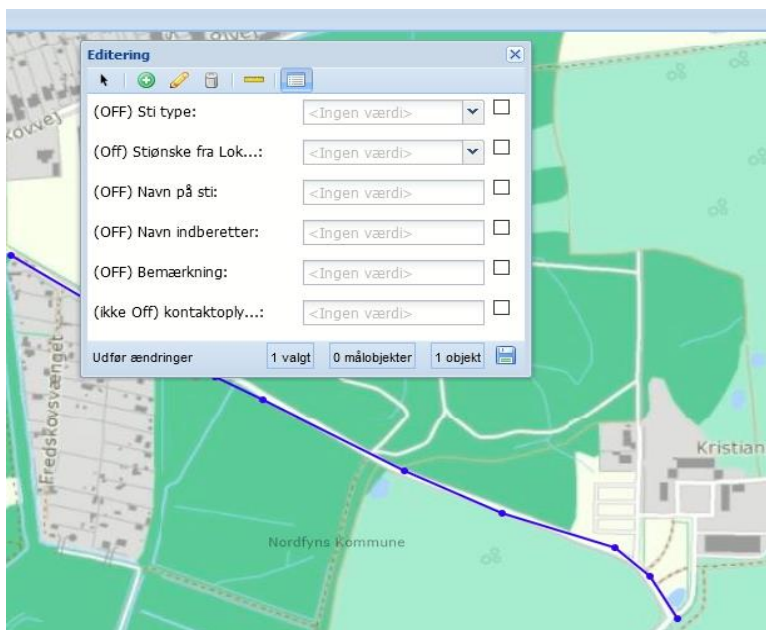 Editering
(OFF) Sti type:
<Ingen værdi>
(Off) Stiønske fra Lok...:
<Ingen værdi>
(OFF) Navn på sti:
<Ingen værdi>
(OFF) Navn indberetter:
<Ingen værdi>
(OFF) Bemærkning:
<Ingen værdi>
(ikke Off) kontaktoply...:
<Ingen værdi>
Udfør ændringer
1 valgt
0 målobjekter
1 objekt
Fredskovsvænget
Kristian
Nordfyns Kommune